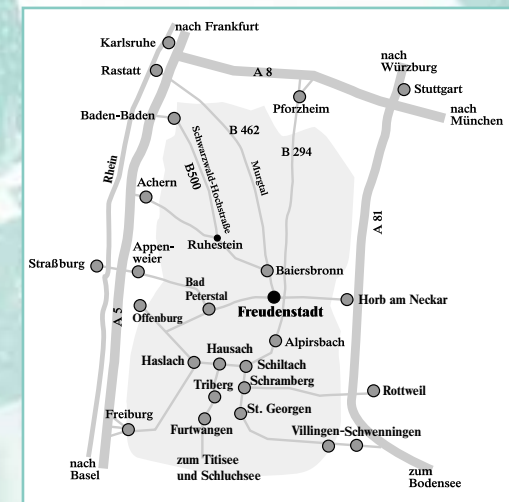 nach Frankfurt
Karlsruhe
Rastatt
A 8
nach
Würzburg
Stuttgart
Pforzheim
nach
München
Baden-Baden
B 462
B 294
Schwarzwald-Hochstraße
B500
Murgtal
Rhein
Achern
A 81
Ruhestein
Appen-
weier
Straßburg
Baiersbronn
Bad
Peterstal
Horb am Neckar
Freudenstadt
A 5
Offenburg
Alpirsbach
Hausach
Haslach
Schiltach
Schramberg
Triberg
Rottweil
St. Georgen
Freiburg
Furtwangen
Villingen-Schwenningen
nach
Basel
zum Titisee
und Schluchsee
zum
Bodensee